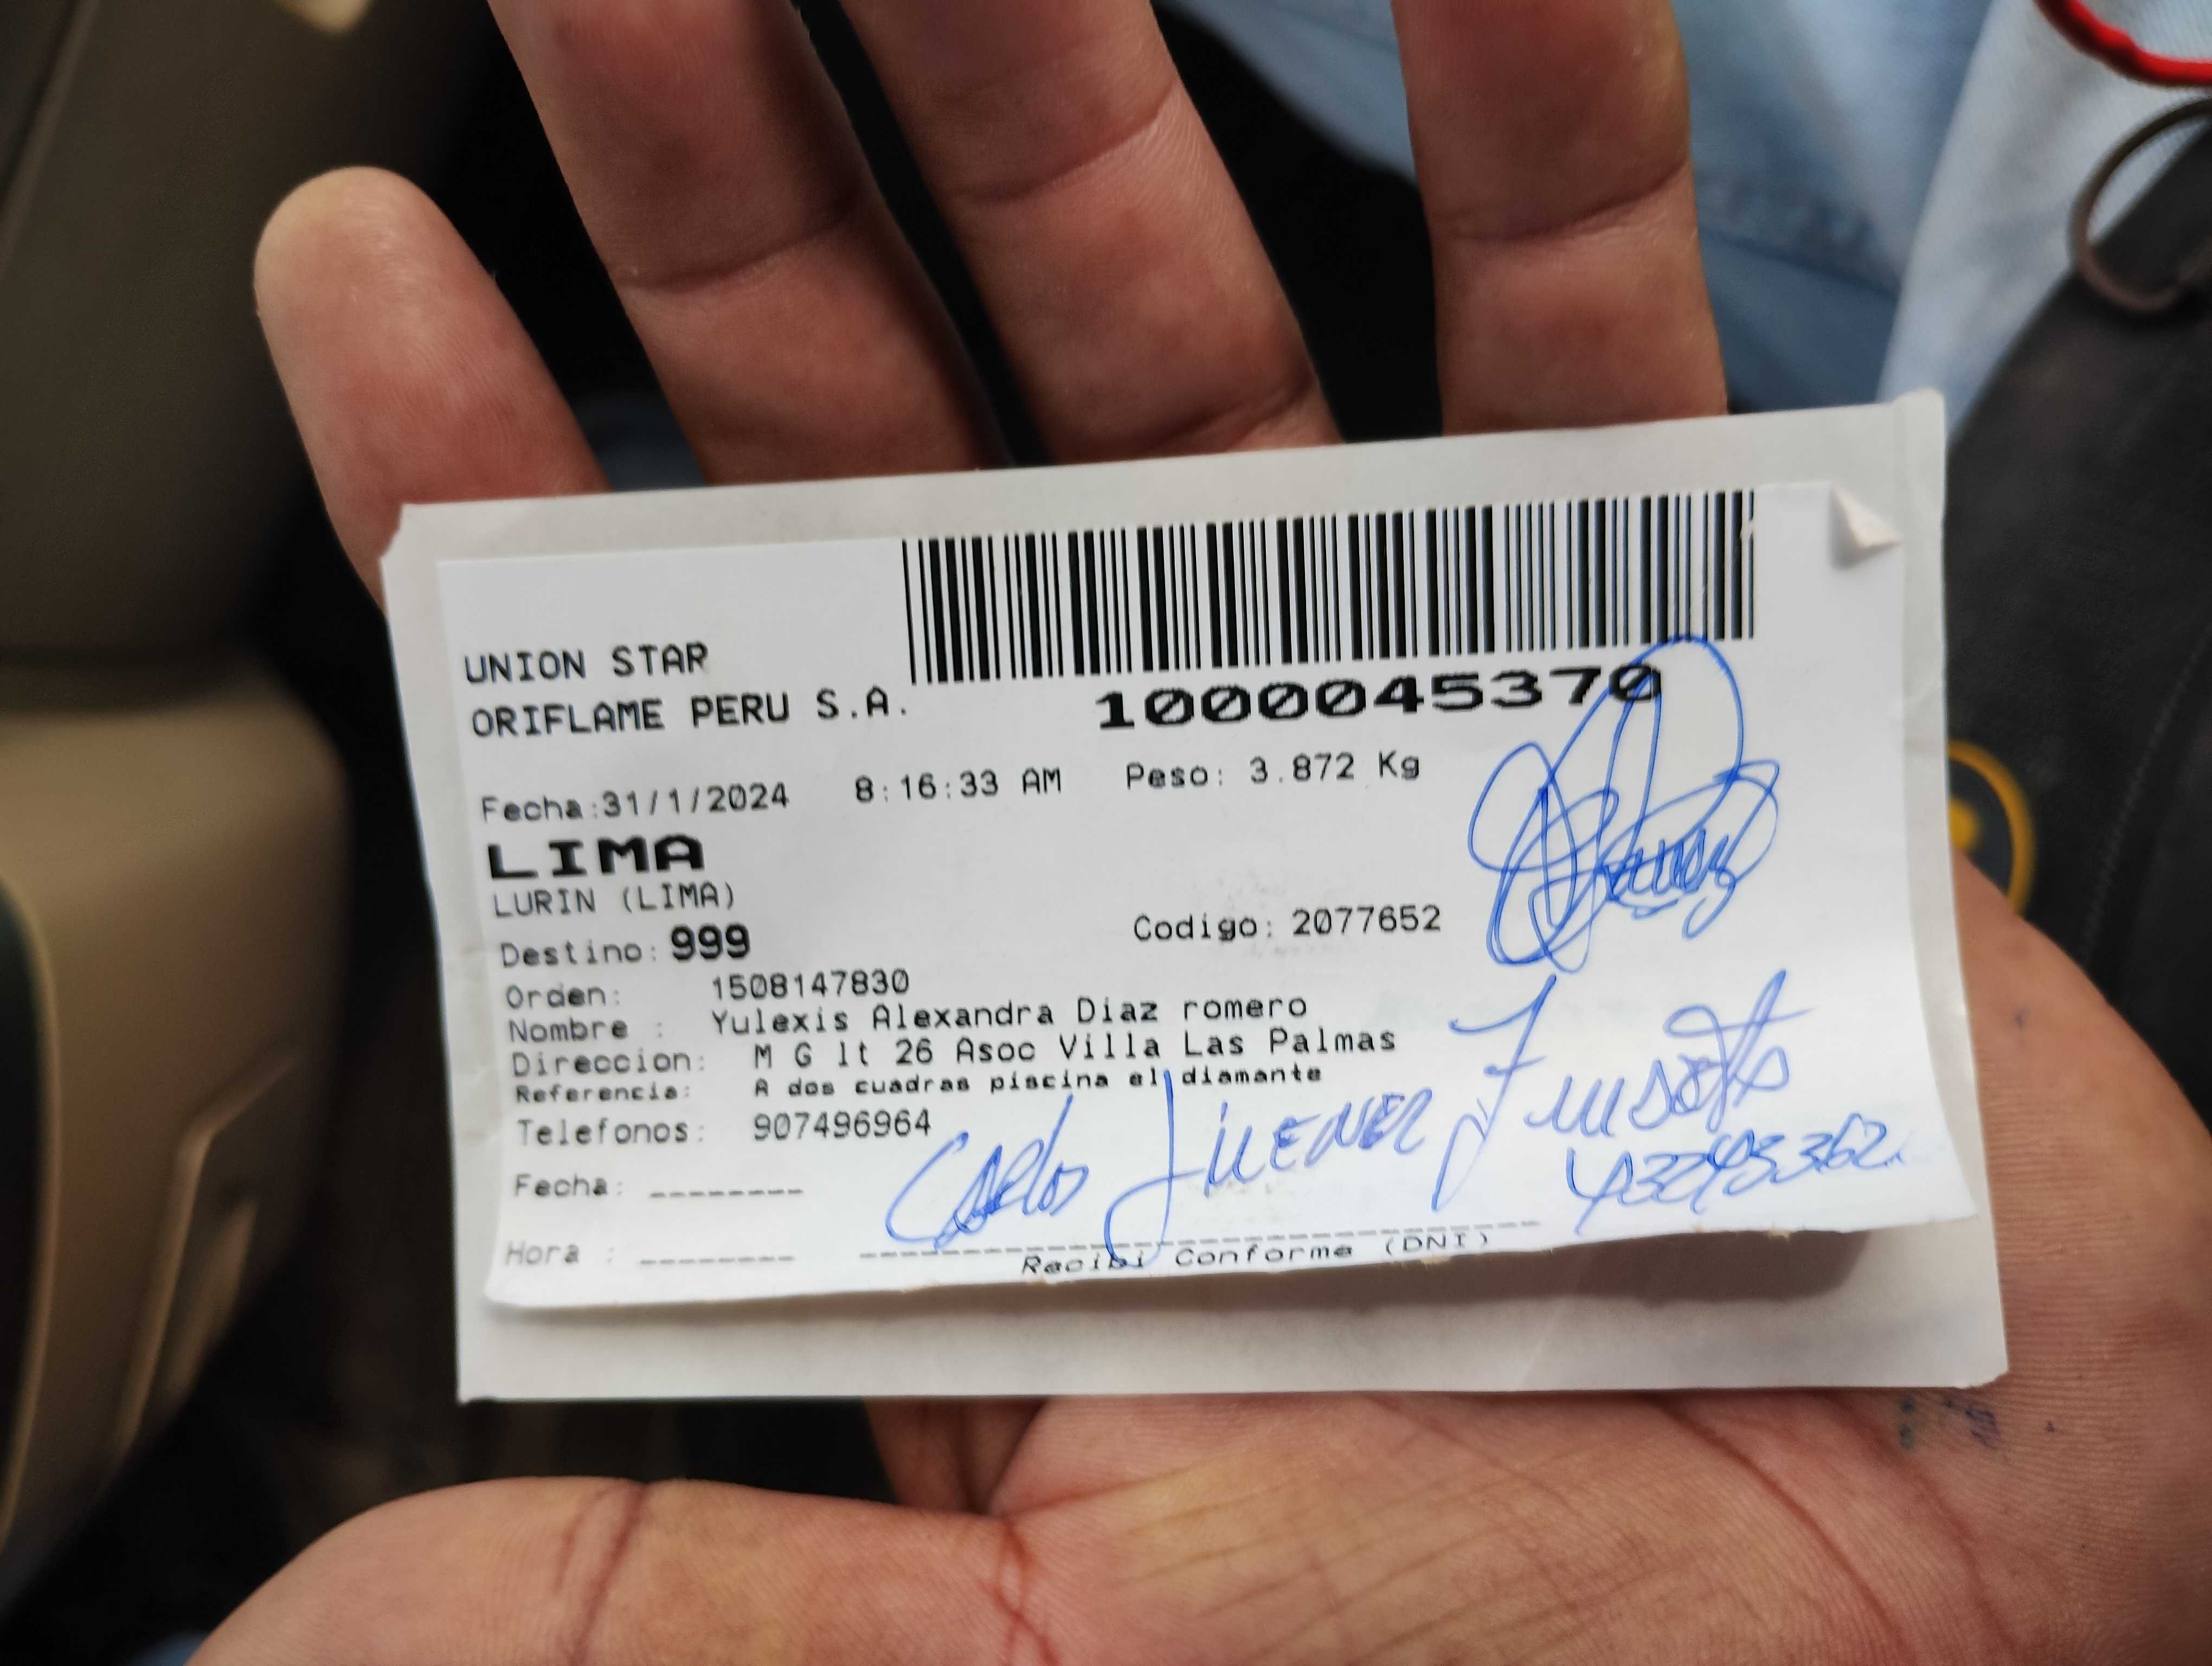 UNION STAR
ORIFLAME PERU S.A.
1000045370
Fecha:31/1/2024 8:16:33 AM Peso: 3.872 Kg
LIMA
LURIN (LIMA)
Destino: 999 Codigo: 2077652
Orden: 1508147830
Nombre : Yulexis Alexandra Diaz romero
Direccion: M G lt 26 Asoc Villa Las Palmas
Referencia: A dos cuadras piscina el diamante
Telefonos: 907496964
Carlos JIMENEZ
Fecha: --------
Hora : --------
Recibi Conforme (DNI)